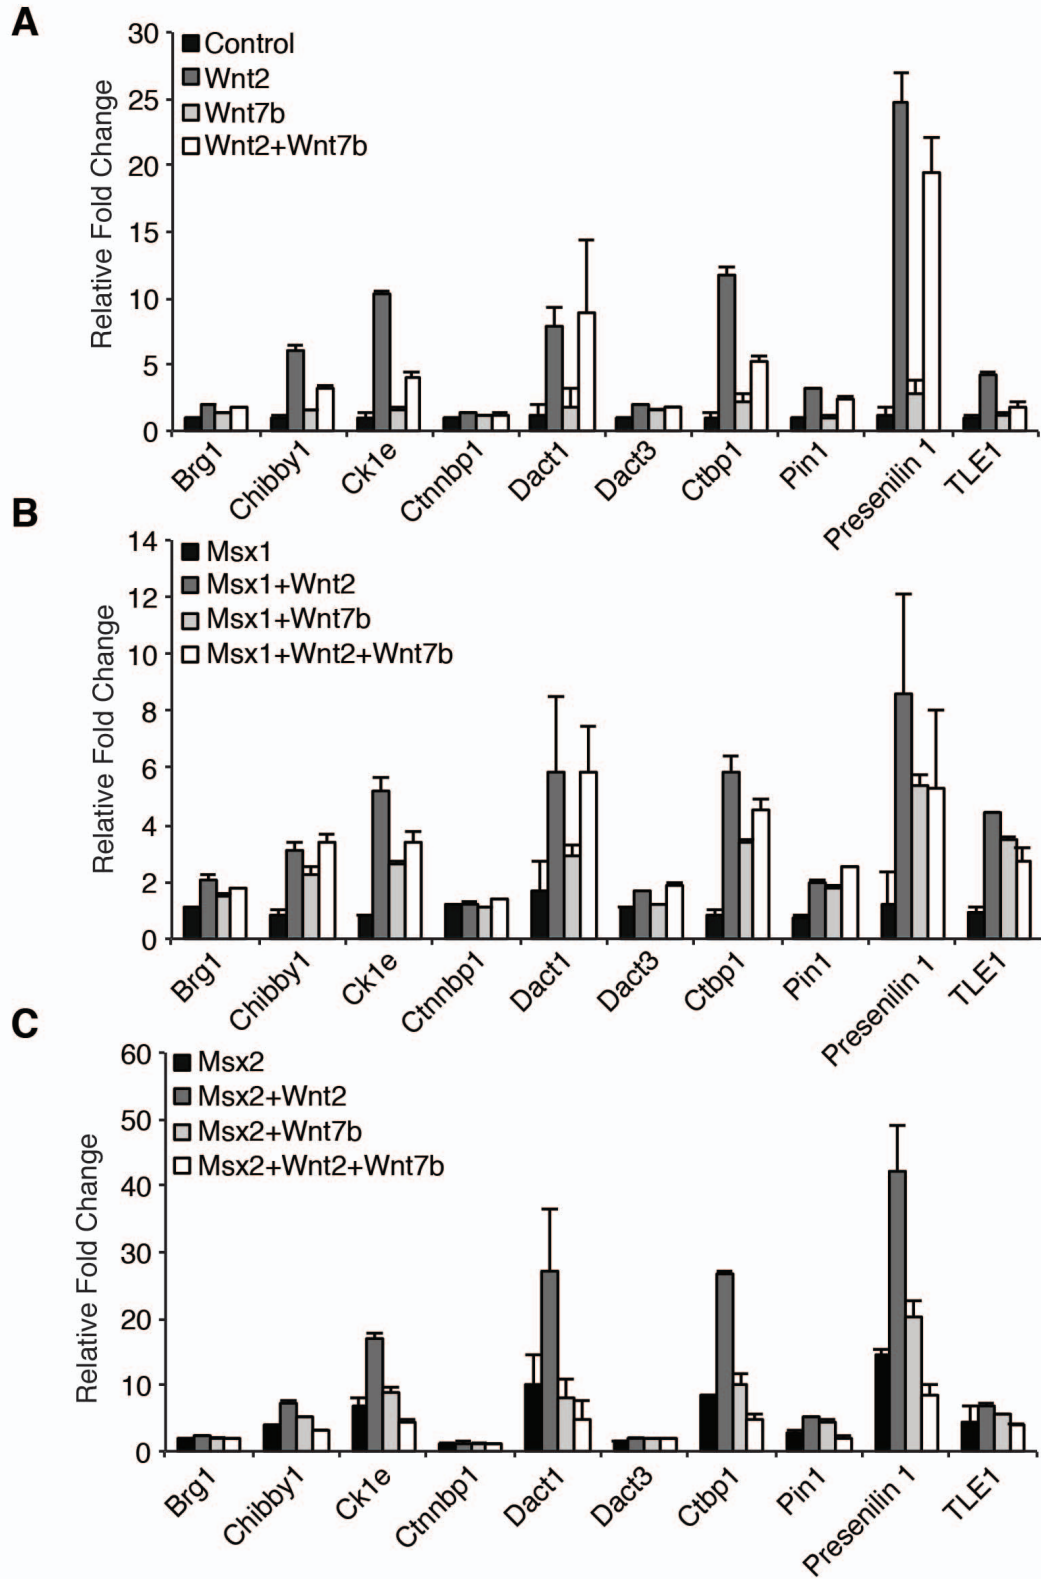 A
Relative Fold Change
30
25
20
15
10
5
0
Control
Wnt2
Wnt7b
Wnt2+Wnt7b
Brg1
Chibby1
Ck1e
Ctnnbp1
Dact1
Dact3
Ctbp1
Pin1
Presenilin 1
TLE1
B
Relative Fold Change
14
12
10
8
6
4
2
0
Msx1
Msx1+Wnt2
Msx1+Wnt7b
Msx1+Wnt2+Wnt7b
Brg1
Chibby1
Ck1e
Ctnnbp1
Dact1
Dact3
Ctbp1
Pin1
Presenilin 1
TLE1
C
Relative Fold Change
60
50
40
30
20
10
0
Msx2
Msx2+Wnt2
Msx2+Wnt7b
Msx2+Wnt2+Wnt7b
Brg1
Chibby1
Ck1e
Ctnnbp1
Dact1
Dact3
Ctbp1
Pin1
Presenilin 1
TLE1